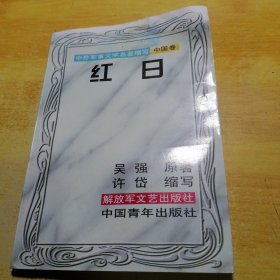 中外军事文学名著缩写 中国卷
红日
吴强 原著
许岱 缩写
解放军文艺出版社
中国青年出版社